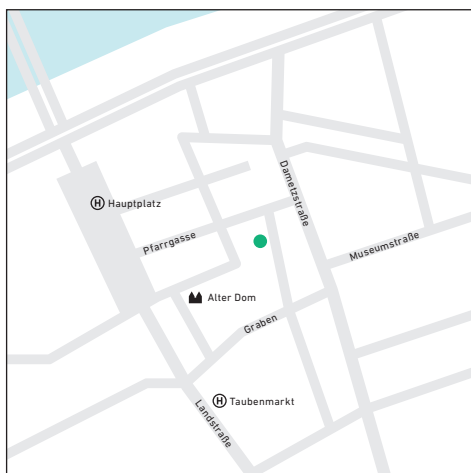 Dametzstraße
H Hauptplatz
Pfarrgasse
Museumstraße
Alter Dom
Graben
H Taubenmarkt
Landstraße